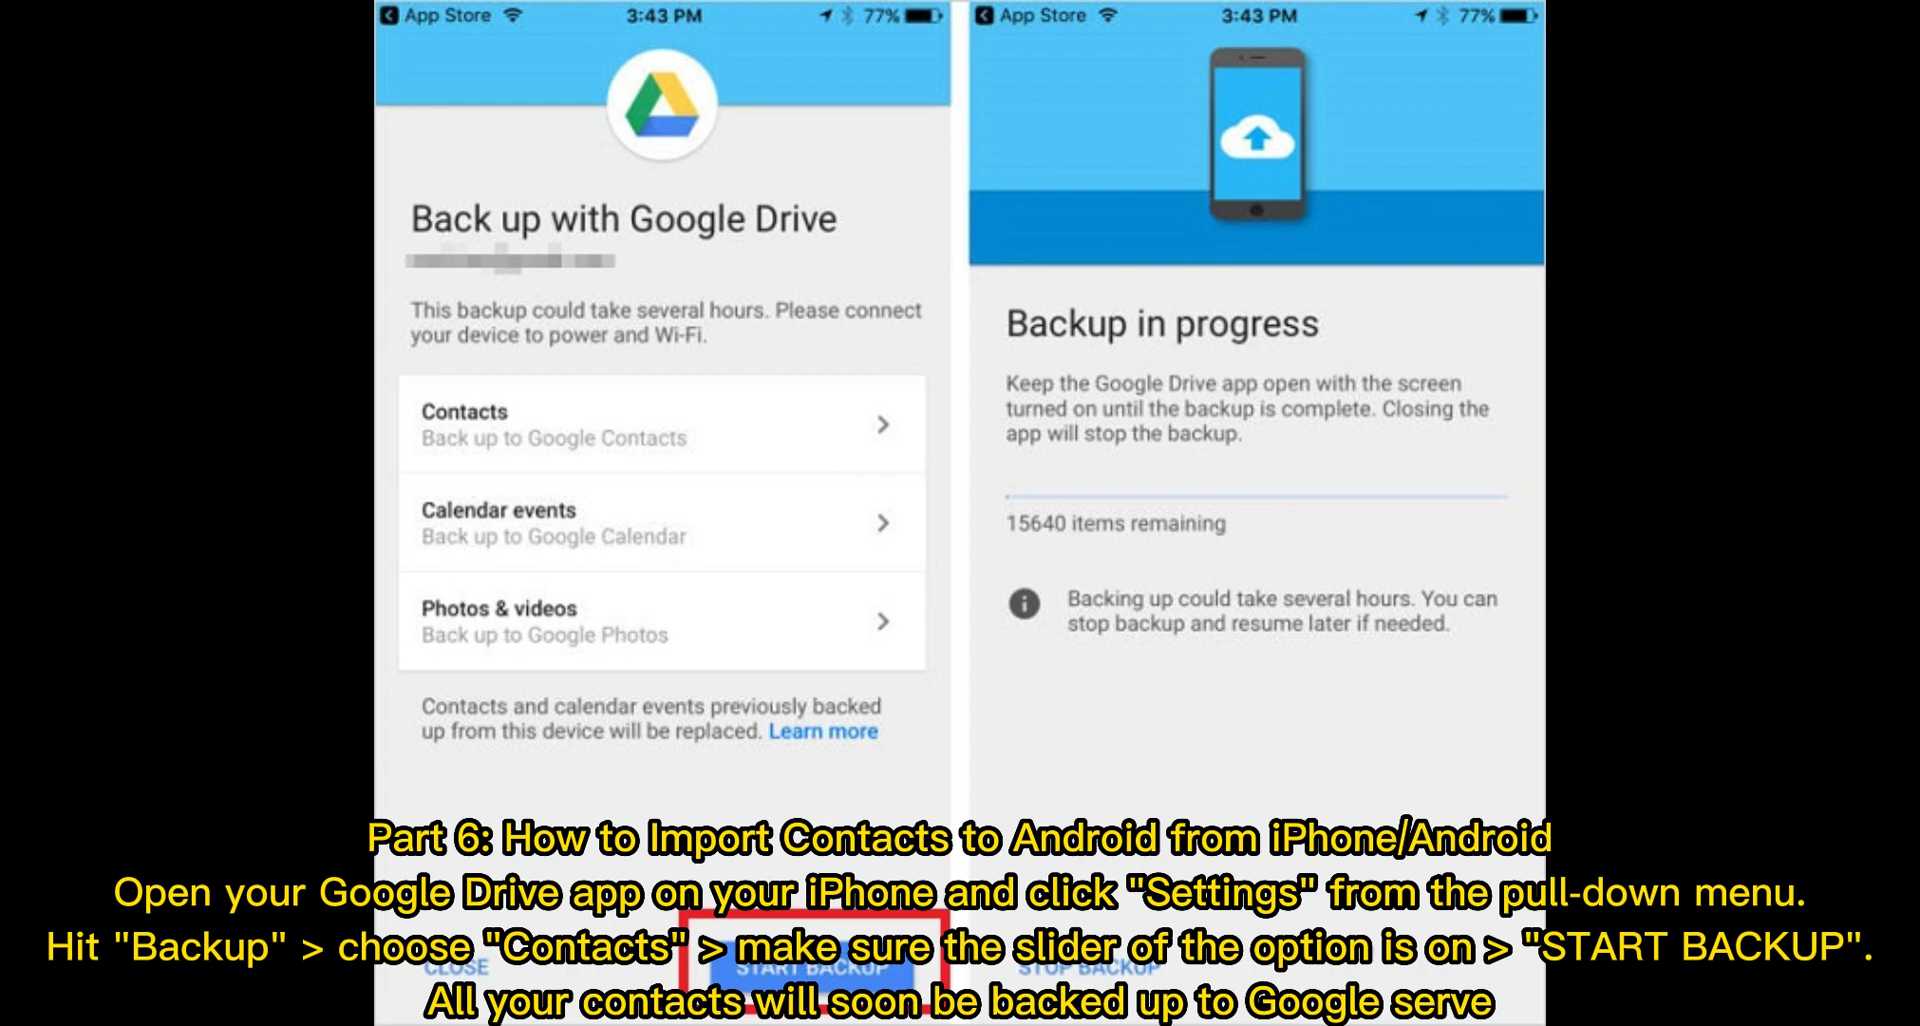 App Store
3:43 PM
77%
Back up with Google Drive
This backup could take several hours. Please connect
your device to power and Wi-Fi.
Contacts
Back up to Google Contacts
Calendar events
Back up to Google Calendar
Photos & videos
Back up to Google Photos
Contacts and calendar events previously backed
up from this device will be replaced. Learn more
CLOSE
START BACKUP
App Store
3:43 PM
77%
Backup in progress
Keep the Google Drive app open with the screen
turned on until the backup is complete. Closing the
app will stop the backup.
15640 items remaining
Backing up could take several hours. You can
stop backup and resume later if needed.
STOP BACKUP
Part 6: How to Import Contacts to Android from iPhone/Android
Open your Google Drive app on your iPhone and click "Settings" from the pull-down menu.
Hit "Backup" > choose "Contacts" > make sure the slider of the option is on > "START BACKUP".
All your contacts will soon be backed up to Google serve